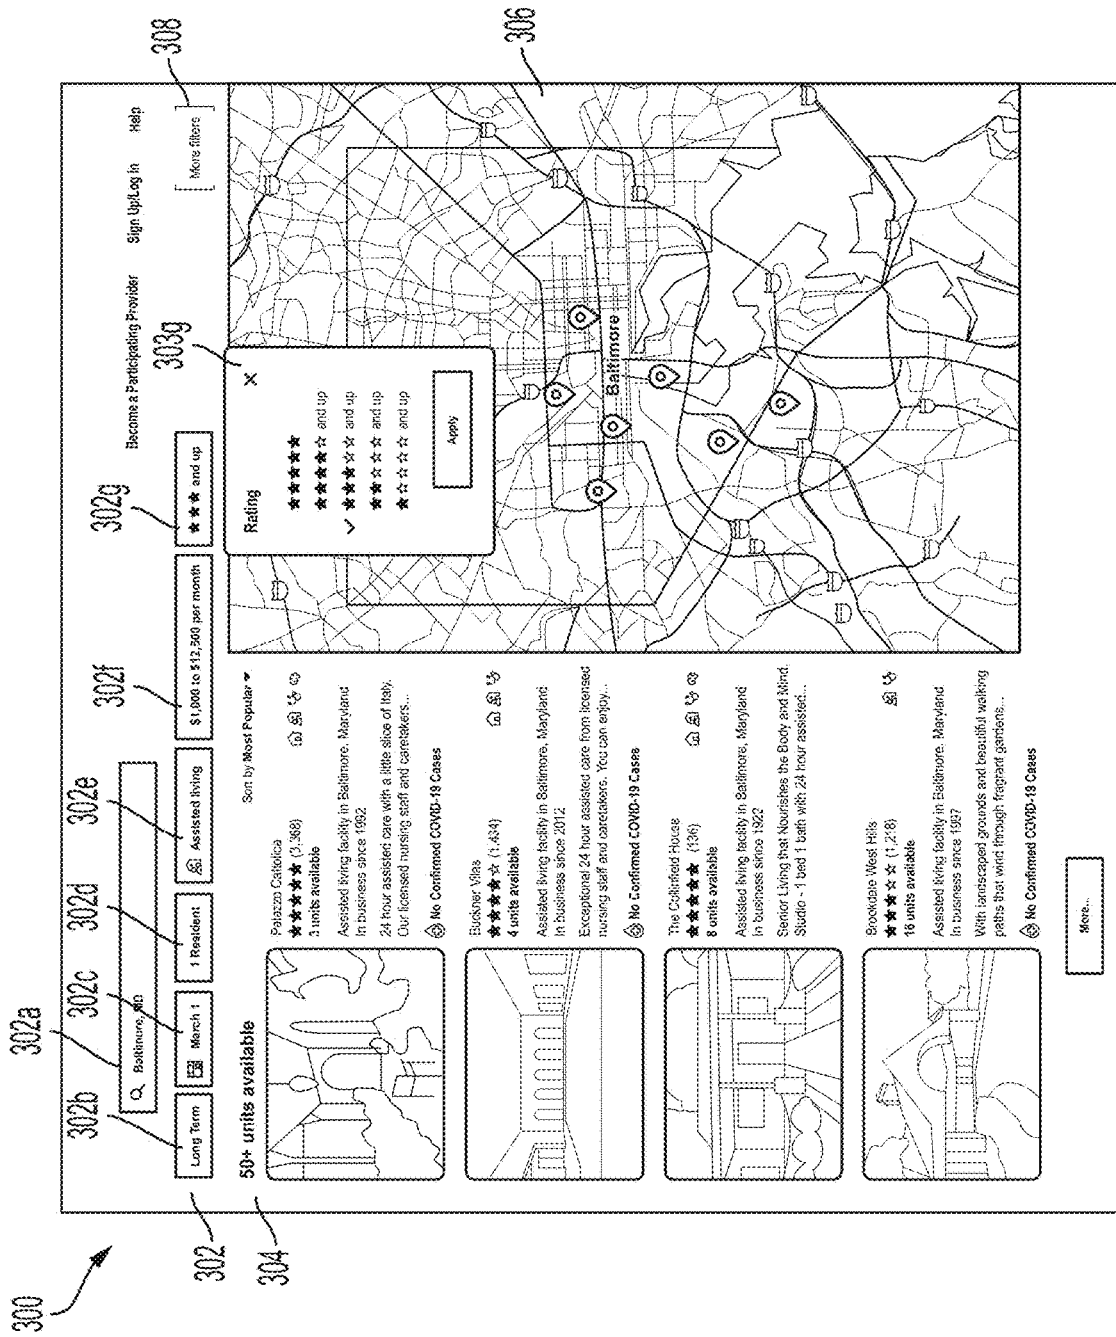 300
302a
Baltimore, MD
Become a Participating Provider Sign Up/Log In Help
302b 302c 302d 302e 302f 302g 303g 308
302
Long Term
March 1
1 Resident
Assisted living
$1,000 to $12,600 per month
★★★ and up
More filters
304
50+ units available
Sort by Most Popular ▼
Palazzo Cattolica
★★★★★ (3,368)
3 units available
Assisted living facility in Baltimore, Maryland
In business since 1992
24 hour assisted care with a little slice of Italy.
Our licensed nursing staff and caretakers...
No Confirmed COVID-19 Cases
Buckner Villas
★★★★☆ (1,434)
4 units available
Assisted living facility in Baltimore, Maryland
In business since 2012
Exceptional 24 hour assisted care from licensed
nursing staff and caretakers. You can enjoy...
No Confirmed COVID-19 Cases
The Collinfield House
★★★★★ (136)
8 units available
Assisted living facility in Baltimore, Maryland
In business since 1922
Senior Living that Nourishes the Body and Mind.
Studio - 1 bed 1 bath with 24 hour assisted...
Brookdale West Hills
★★★☆☆ (1,218)
16 units available
Assisted living facility in Baltimore, Maryland
In business since 1997
With landscaped grounds and beautiful walking
paths that wind through fragrant gardens...
No Confirmed COVID-19 Cases
More...
Rating ×
★★★★★
★★★★☆ and up
✓ ★★★☆☆ and up
★★☆☆☆ and up
★☆☆☆☆ and up
Apply
Baltimore
306